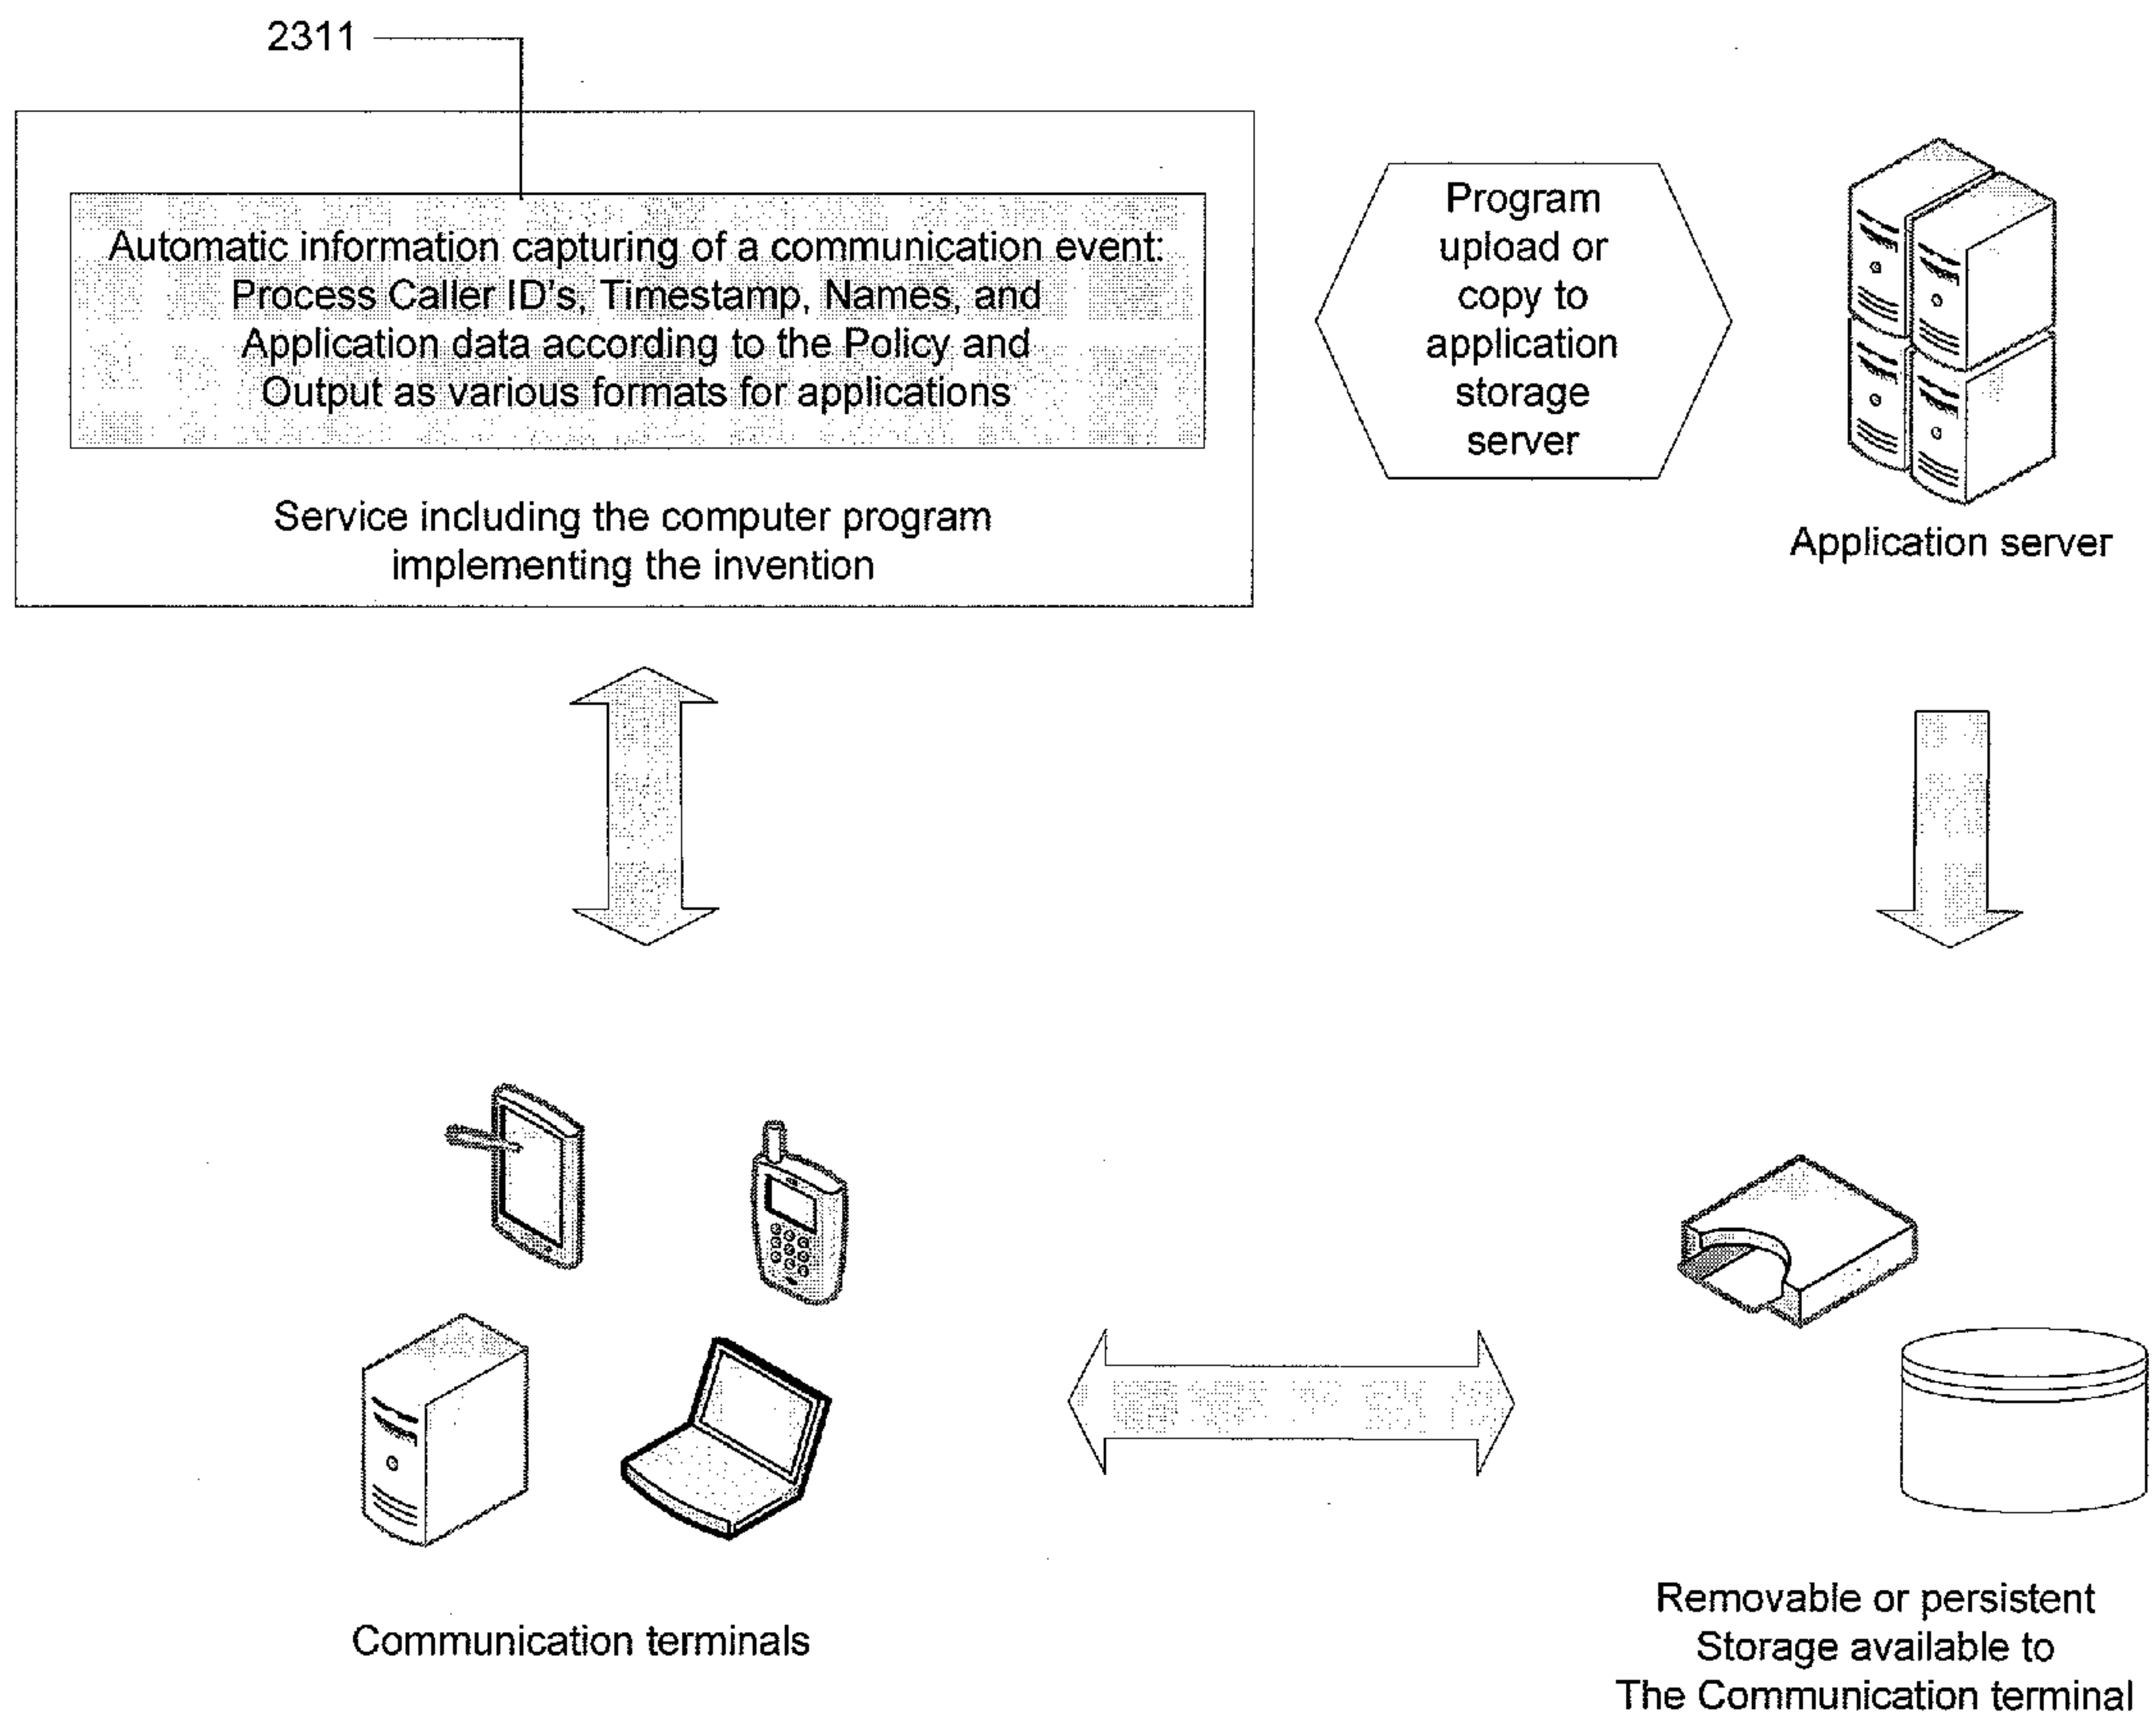 2311
Automatic information capturing of a communication event:
Process Caller ID's, Timestamp, Names, and
Application data according to the Policy and
Output as various formats for applications
Service including the computer program
implementing the invention
Program
upload or
copy to
application
storage
server
Application server
Communication terminals
Removable or persistent
Storage available to
The Communication terminal